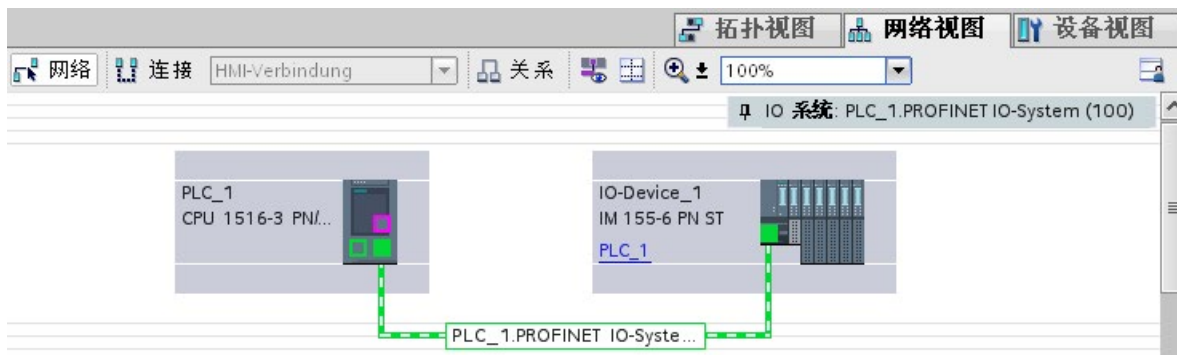 拓扑视图 网络视图 设备视图
网络 连接 HMI-Verbindung 关系 100%
IO 系统: PLC_1.PROFINET IO-System (100)
PLC_1
CPU 1516-3 PN/...
IO-Device_1
IM 155-6 PN ST
PLC_1
PLC_1.PROFINET IO-Syste...